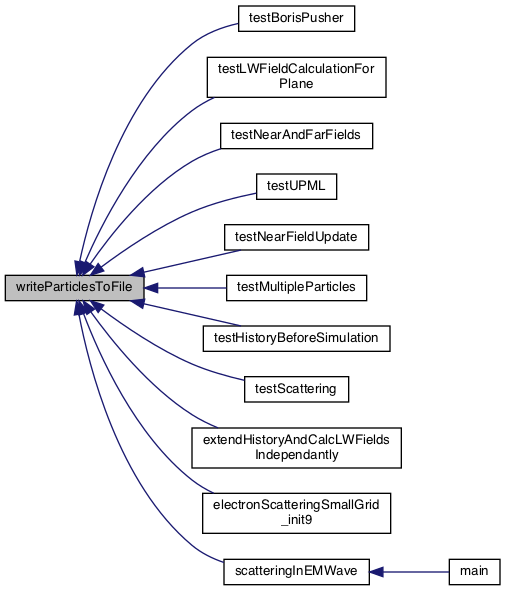 testBorisPusher
testLWFieldCalculationFor
Plane
testNearAndFarFields
testUPML
testNearFieldUpdate
writeParticlesToFile
testMultipleParticles
testHistoryBeforeSimulation
testScattering
extendHistoryAndCalcLWFields
Independantly
electronScatteringSmallGrid
_init9
scatteringInEMWave
main